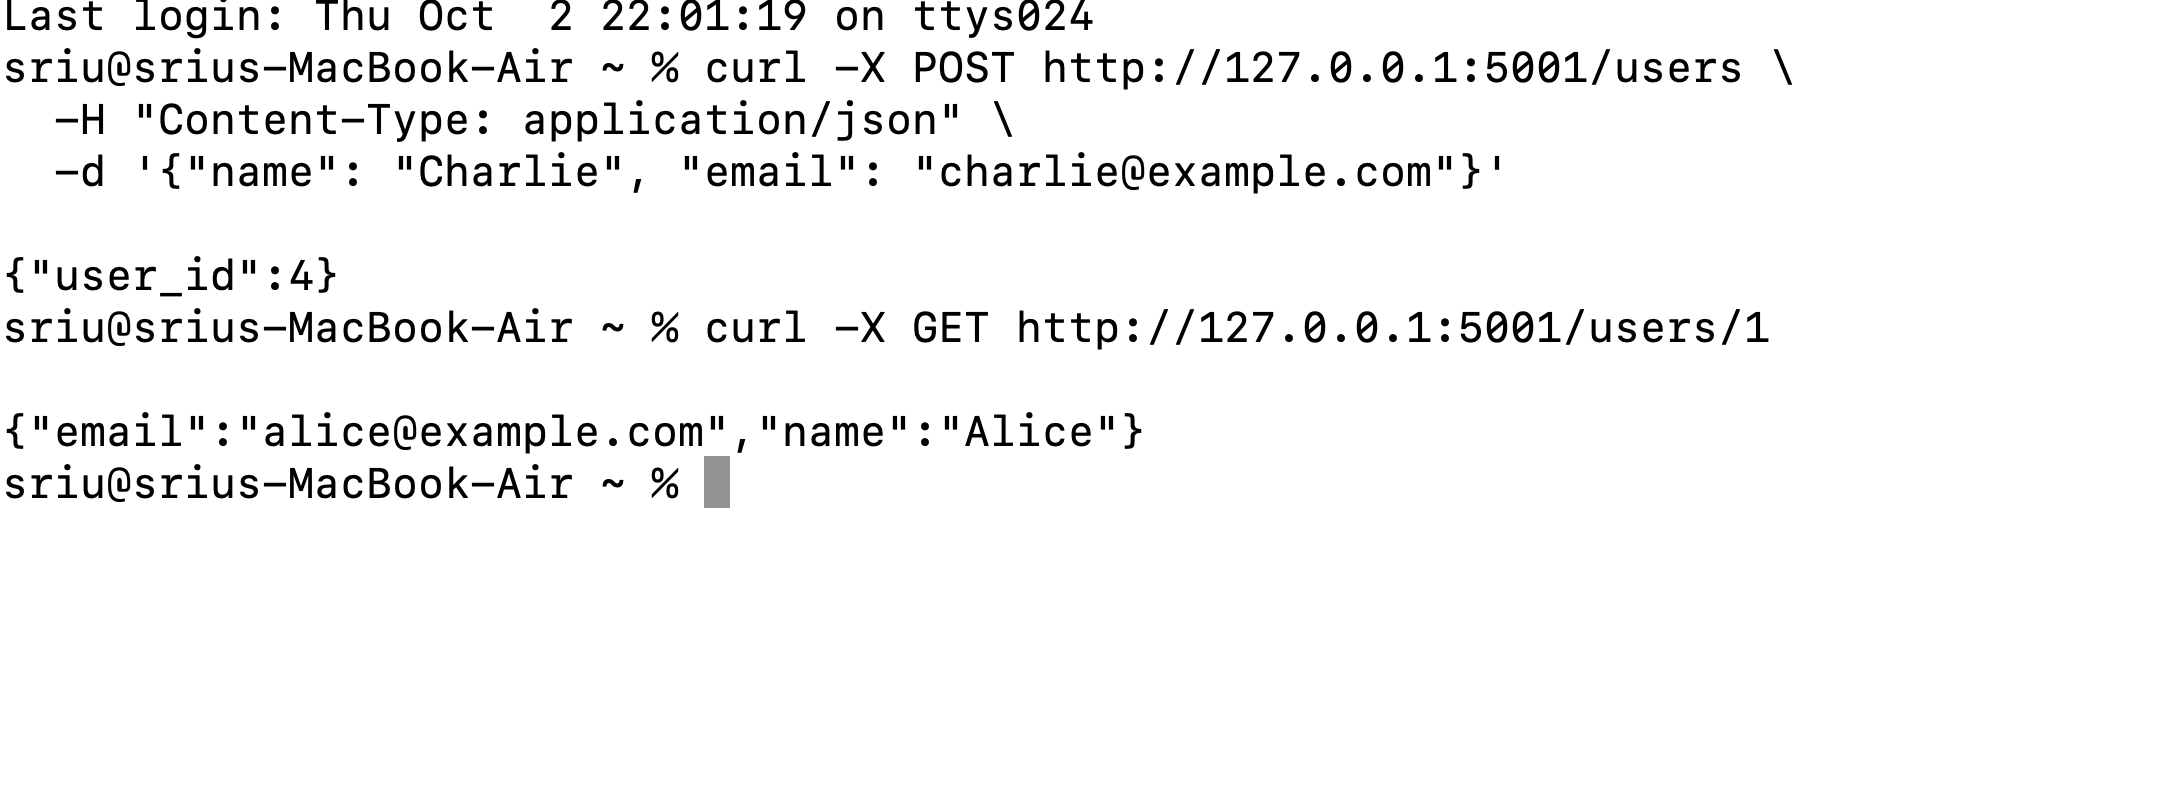 Last login: Thu Oct  2 22:01:19 on ttys024
sriu@srius-MacBook-Air ~ % curl -X POST http://127.0.0.1:5001/users \
  -H "Content-Type: application/json" \
  -d '{"name": "Charlie", "email": "charlie@example.com"}'
{"user_id":4}
sriu@srius-MacBook-Air ~ % curl -X GET http://127.0.0.1:5001/users/1
{"email":"alice@example.com","name":"Alice"}
sriu@srius-MacBook-Air ~ %